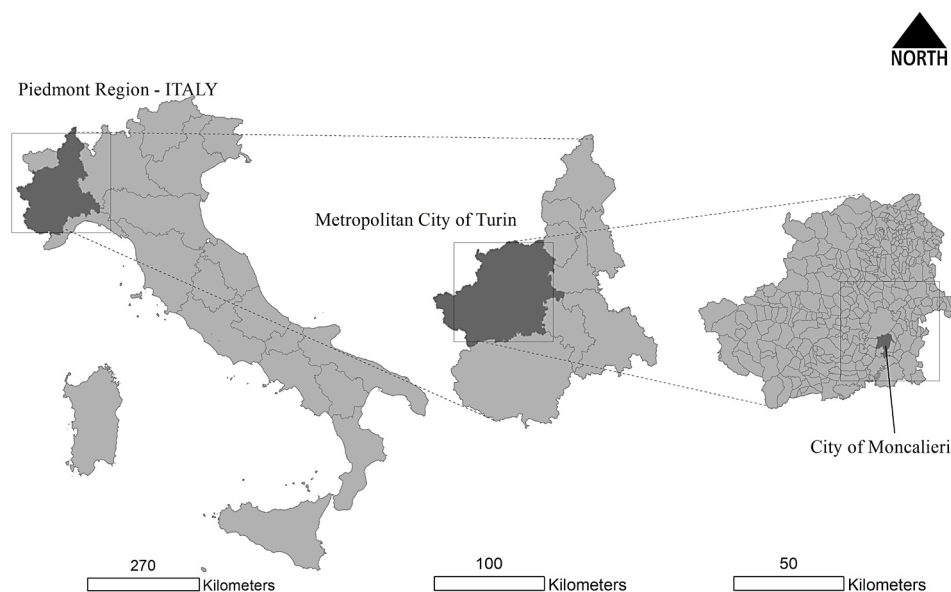 NORTH
Piedmont Region - ITALY
Metropolitan City of Turin
City of Moncalieri
270
Kilometers
100
Kilometers
50
Kilometers